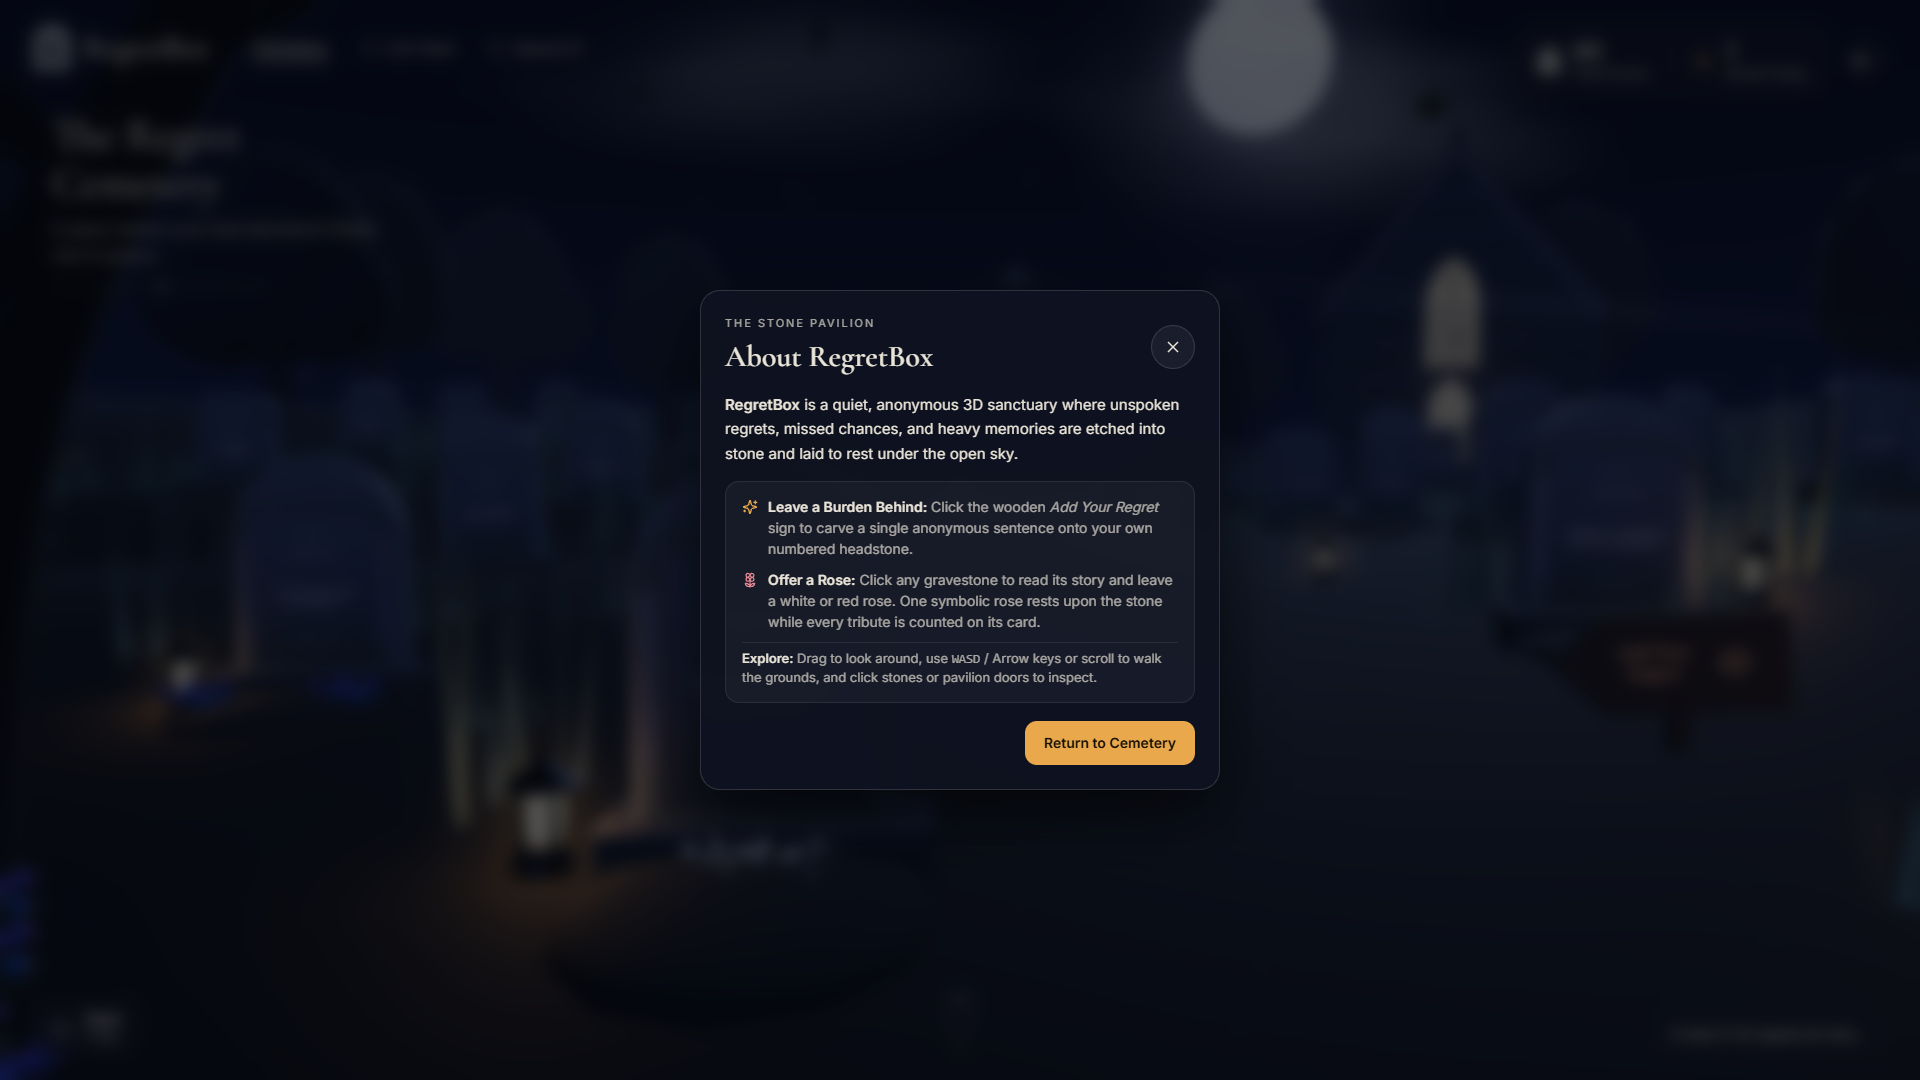 THE STONE PAVILION
About RegretBox
RegretBox is a quiet, anonymous 3D sanctuary where unspoken
regrets, missed chances, and heavy memories are etched into
stone and laid to rest under the open sky.
Leave a Burden Behind: Click the wooden Add Your Regret
sign to carve a single anonymous sentence onto your own
numbered headstone.
Offer a Rose: Click any gravestone to read its story and leave
a white or red rose. One symbolic rose rests upon the stone
while every tribute is counted on its card.
Explore: Drag to look around, use WASD / Arrow keys or scroll to walk
the grounds, and click stones or pavilion doors to inspect.
Return to Cemetery
RegretBox
The Regret
Cemetery